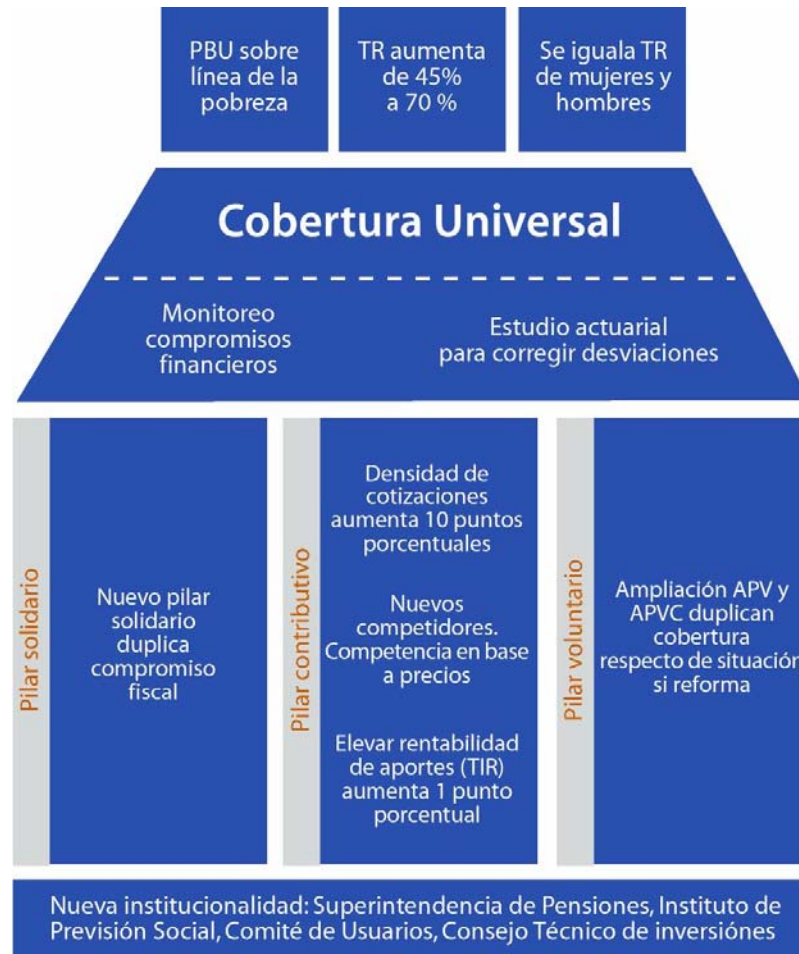 PBU sobre
línea de la
pobreza
TR aumenta
de 45%
a 70 %
Se iguala TR
de mujeres y
hombres
Cobertura Universal
Monitoreo
compromisos
financieros
Estudio actuarial
para corregir desviaciones
Pilar solidario
Nuevo pilar
solidario
duplica
compromiso
fiscal
Pilar contributivo
Densidad de
cotizaciones
aumenta 10 puntos
porcentuales
Nuevos
competidores.
Competencia en base
a precios
Elevar rentabilidad
de aportes (TIR)
aumenta 1 punto
porcentual
Pilar voluntario
Ampliación APV y
APVC duplican
cobertura
respecto de situación
si reforma
Nueva institucionalidad: Superintendencia de Pensiones, Instituto de
Previsión Social, Comité de Usuarios, Consejo Técnico de inversiónes